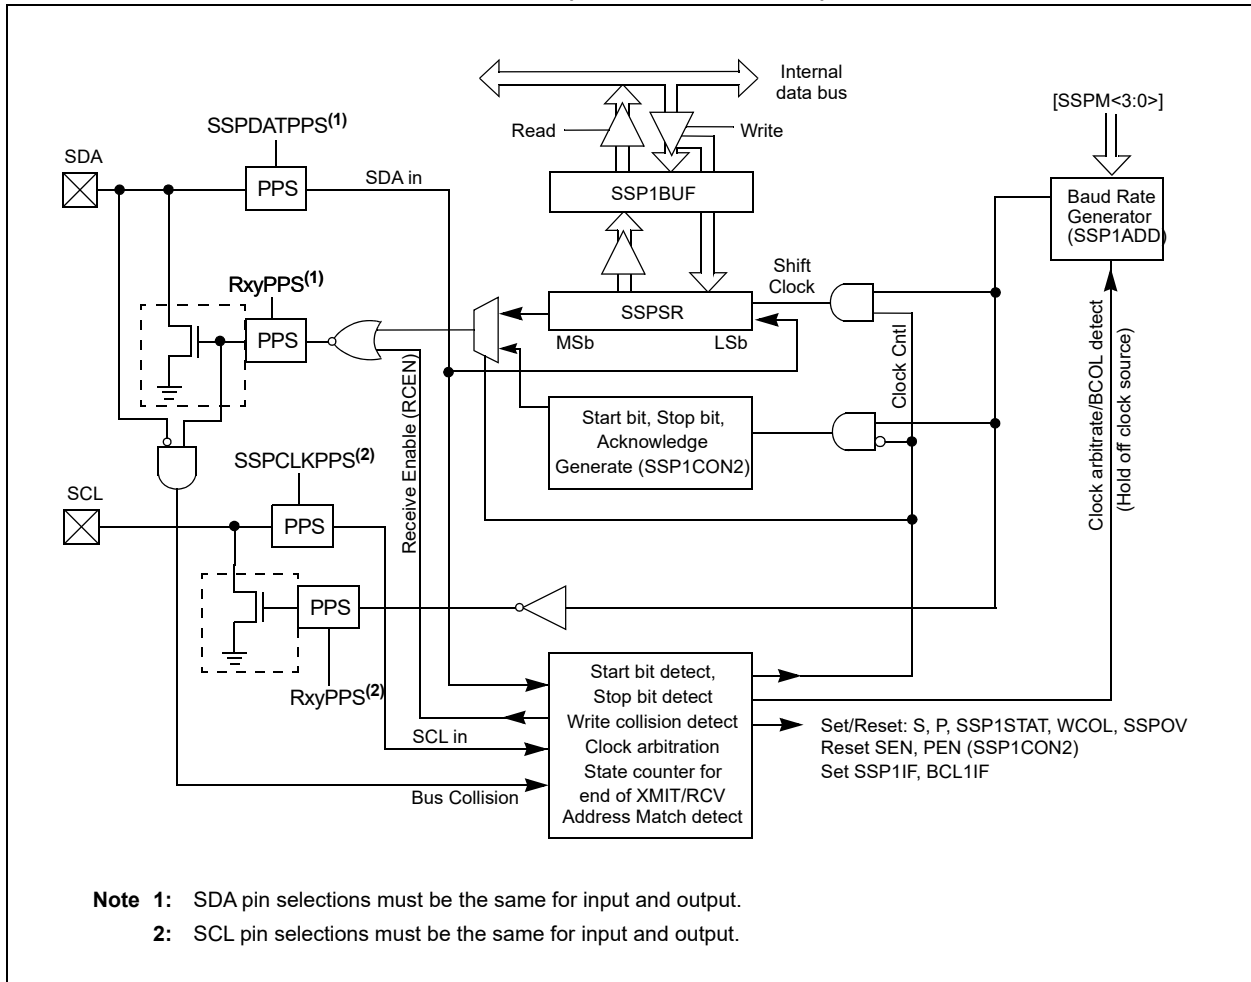 Internal
data bus
[SSPM<3:0>]
Read
Write
SSPDATPPS(1)
SDA
PPS
SDA in
SSP1BUF
Baud Rate
Generator
(SSP1ADD)
RxyPPS(1)
PPS
Shift
Clock
SSPSR
MSb
LSb
Clock Cntl
Receive Enable (RCEN)
Clock arbitrate/BCOL detect
(Hold off clock source)
Start bit, Stop bit,
Acknowledge
Generate (SSP1CON2)
SSPCLKPPS(2)
SCL
PPS
PPS
RxyPPS(2)
SCL in
Bus Collision
Start bit detect,
Stop bit detect
Write collision detect
Clock arbitration
State counter for
end of XMIT/RCV
Address Match detect
Set/Reset: S, P, SSP1STAT, WCOL, SSPOV
Reset SEN, PEN (SSP1CON2)
Set SSP1IF, BCL1IF
Note 1: SDA pin selections must be the same for input and output.
2: SCL pin selections must be the same for input and output.